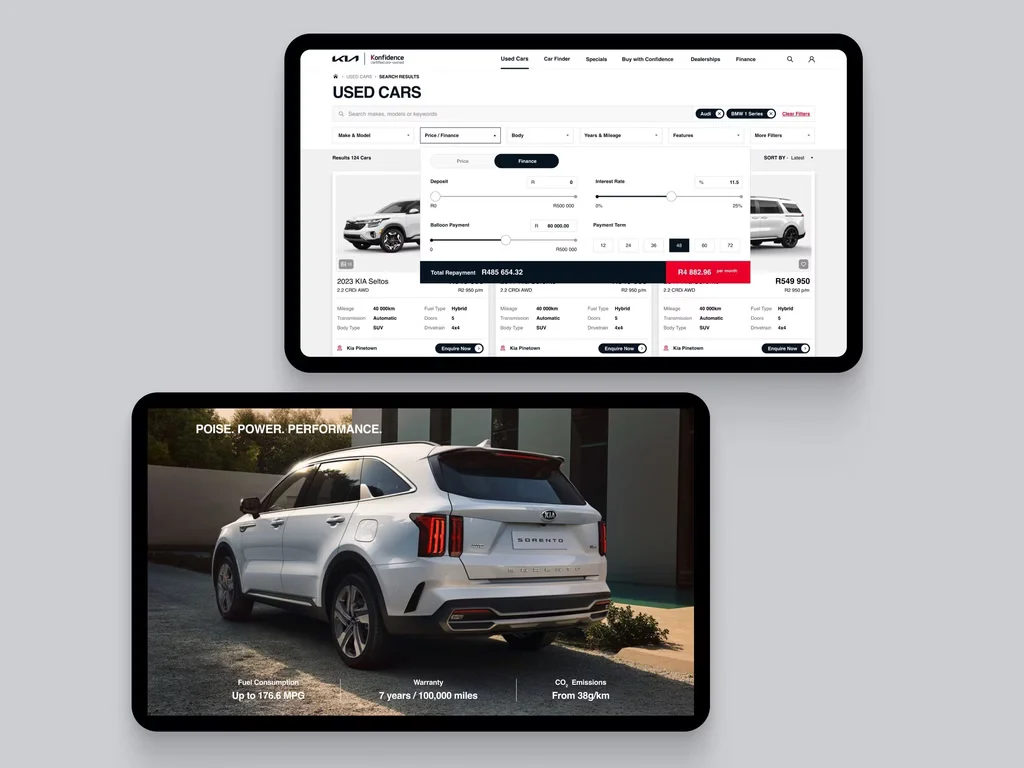 KIA Konfidence
certified pre-owned
Used Cars Car Finder Specials Buy with Confidence Dealerships Finance
USED CARS SEARCH RESULTS
USED CARS
Search makes, models or keywords
Audi BMW 1 Series Clear Filters
Make & Model Price / Finance Body Years & Mileage Features More Filters
Results 124 Cars
SORT BY - Latest
Price Finance
Deposit R 0
R0 R500 000
Interest Rate % 11.5
0% 25%
Balloon Payment R 80 000.00
0 R500 000
Payment Term
12 24 36 48 60 72
Total Repayment R485 654.32
R4 882.96 per month
2023 KIA Seltos
2.2 CRDi AWD R2 950 p/m
Mileage 40 000km Fuel Type Hybrid
Transmission Automatic Doors 5
Body Type SUV Drivetrain 4x4
Kia Pinetown Enquire Now
2.2 CRDi AWD R2 950 p/m
Mileage 40 000km Fuel Type Hybrid
Transmission Automatic Doors 5
Body Type SUV Drivetrain 4x4
Kia Pinetown Enquire Now
R549 950
2.2 CRDi AWD R2 950 p/m
Mileage 40 000km Fuel Type Hybrid
Transmission Automatic Doors 5
Body Type SUV Drivetrain 4x4
Kia Pinetown Enquire Now
POISE. POWER. PERFORMANCE.
KIA
SORENTO
Fuel Consumption
Up to 176.6 MPG
Warranty
7 years / 100,000 miles
CO₂ Emissions
From 38g/km